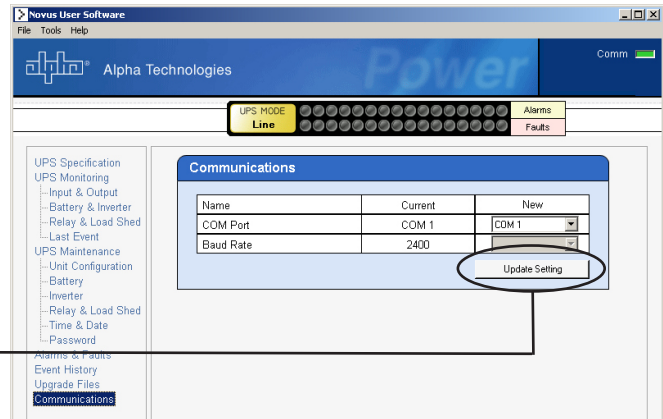 Novus User Software
File Tools Help
alpha® Alpha Technologies
Power
Comm
UPS MODE
Line
Alarms
Faults
UPS Specification
UPS Monitoring
Input & Output
Battery & Inverter
Relay & Load Shed
Last Event
UPS Maintenance
Unit Configuration
Battery
Inverter
Relay & Load Shed
Time & Date
Password
Alarms & Faults
Event History
Upgrade Files
Communications
Communications
Name Current New
COM Port COM 1 COM 1
Baud Rate 2400
Update Setting